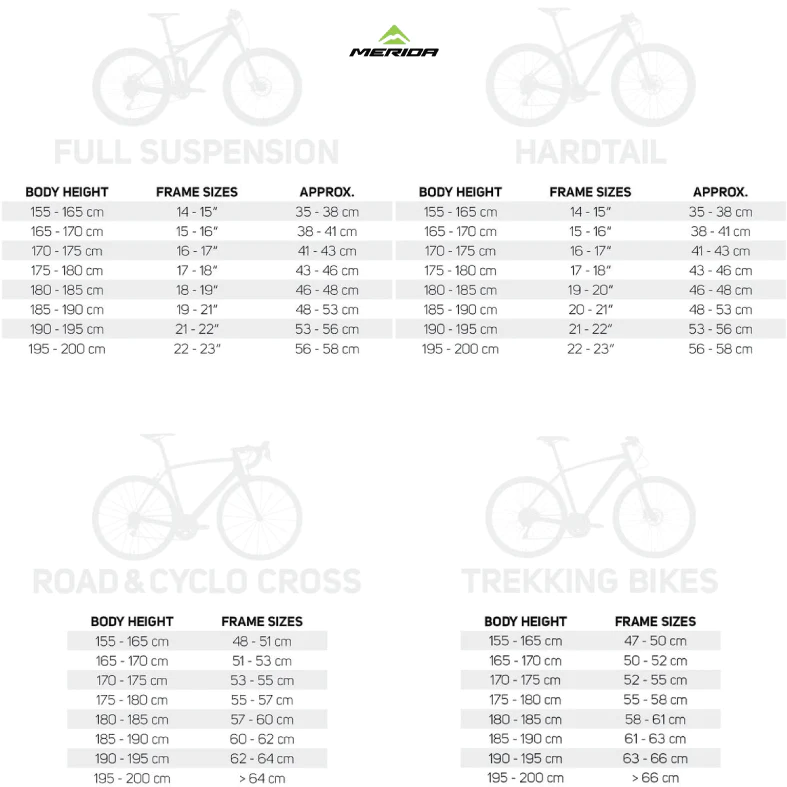 MERIDA
FULL SUSPENSION
BODY HEIGHT FRAME SIZES APPROX.
155 - 165 cm 14 - 15“ 35 - 38 cm
165 - 170 cm 15 - 16“ 38 - 41 cm
170 - 175 cm 16 - 17“ 41 - 43 cm
175 - 180 cm 17 - 18“ 43 - 46 cm
180 - 185 cm 18 - 19“ 46 - 48 cm
185 - 190 cm 19 - 21“ 48 - 53 cm
190 - 195 cm 21 - 22“ 53 - 56 cm
195 - 200 cm 22 - 23“ 56 - 58 cm
HARDTAIL
BODY HEIGHT FRAME SIZES APPROX.
155 - 165 cm 14 - 15“ 35 - 38 cm
165 - 170 cm 15 - 16“ 38 - 41 cm
170 - 175 cm 16 - 17“ 41 - 43 cm
175 - 180 cm 17 - 18“ 43 - 46 cm
180 - 185 cm 19 - 20“ 46 - 48 cm
185 - 190 cm 20 - 21“ 48 - 53 cm
190 - 195 cm 21 - 22“ 53 - 56 cm
195 - 200 cm 22 - 23“ 56 - 58 cm
ROAD & CYCLO CROSS
BODY HEIGHT FRAME SIZES
155 - 165 cm 48 - 51 cm
165 - 170 cm 51 - 53 cm
170 - 175 cm 53 - 55 cm
175 - 180 cm 55 - 57 cm
180 - 185 cm 57 - 60 cm
185 - 190 cm 60 - 62 cm
190 - 195 cm 62 - 64 cm
195 - 200 cm > 64 cm
TREKKING BIKES
BODY HEIGHT FRAME SIZES
155 - 165 cm 47 - 50 cm
165 - 170 cm 50 - 52 cm
170 - 175 cm 52 - 55 cm
175 - 180 cm 55 - 58 cm
180 - 185 cm 58 - 61 cm
185 - 190 cm 61 - 63 cm
190 - 195 cm 63 - 66 cm
195 - 200 cm > 66 cm